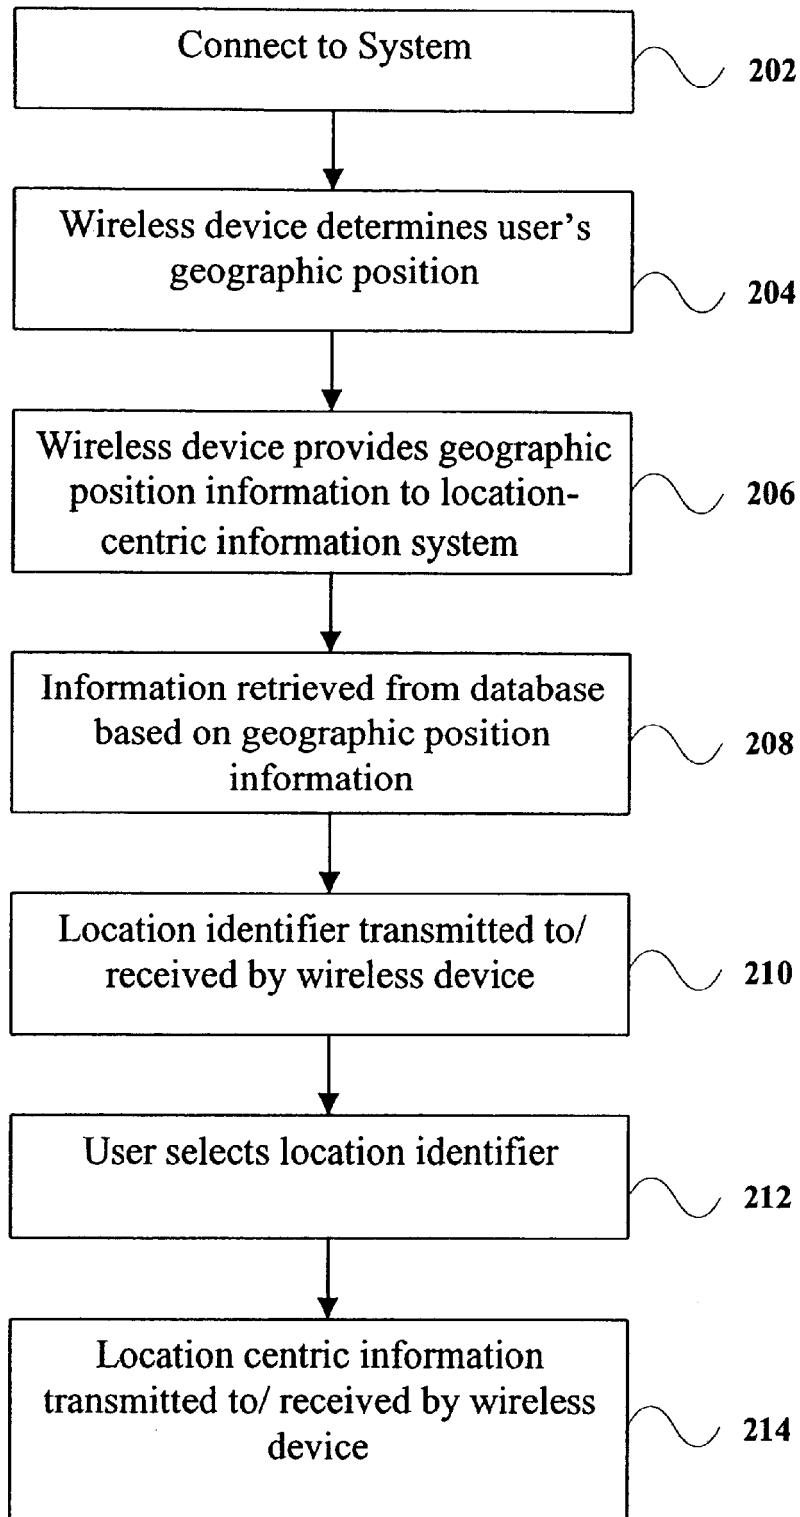 Connect to System
202
Wireless device determines user's
geographic position
204
Wireless device provides geographic
position information to location-
centric information system
206
Information retrieved from database
based on geographic position
information
208
Location identifier transmitted to/
received by wireless device
210
User selects location identifier
212
Location centric information
transmitted to/ received by wireless
device
214